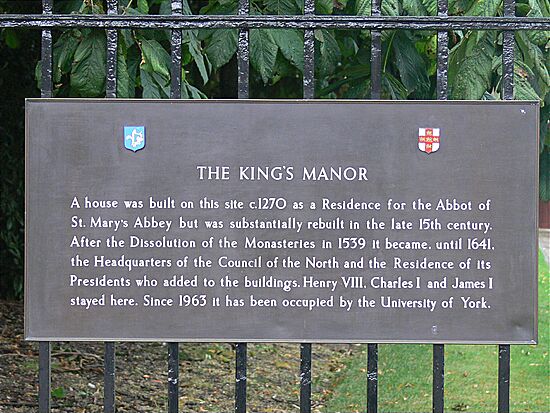 THE KING'S MANOR
A house was built on this site c.1270 as a Residence for the Abbot of
St. Mary's Abbey but was substantially rebuilt in the late 15th century.
After the Dissolution of the Monasteries in 1539 it became, until 1641,
the Headquarters of the Council of the North and the Residence of its
Presidents who added to the buildings. Henry VIII, Charles I and James I
stayed here. Since 1963 it has been occupied by the University of York.